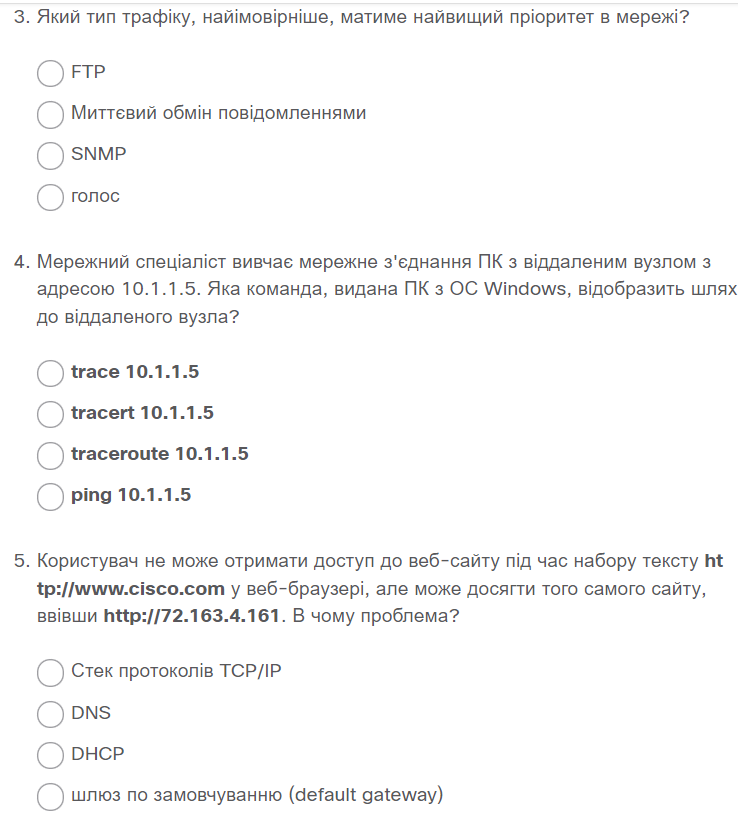 3. Який тип трафіку, найімовірніше, матиме найвищий пріоритет в мережі?
FTP
Миттєвий обмін повідомленнями
SNMP
голос
4. Мережний спеціаліст вивчає мережне з'єднання ПК з віддаленим вузлом з
адресою 10.1.1.5. Яка команда, видана ПК з ОС Windows, відобразить шлях
до віддаленого вузла?
trace 10.1.1.5
tracert 10.1.1.5
traceroute 10.1.1.5
ping 10.1.1.5
5. Користувач не може отримати доступ до веб-сайту під час набору тексту ht
tp://www.cisco.com у веб-браузері, але може досягти того самого сайту,
ввівши http://72.163.4.161. В чому проблема?
Стек протоколів TCP/IP
DNS
DHCP
шлюз по замовчуванню (default gateway)